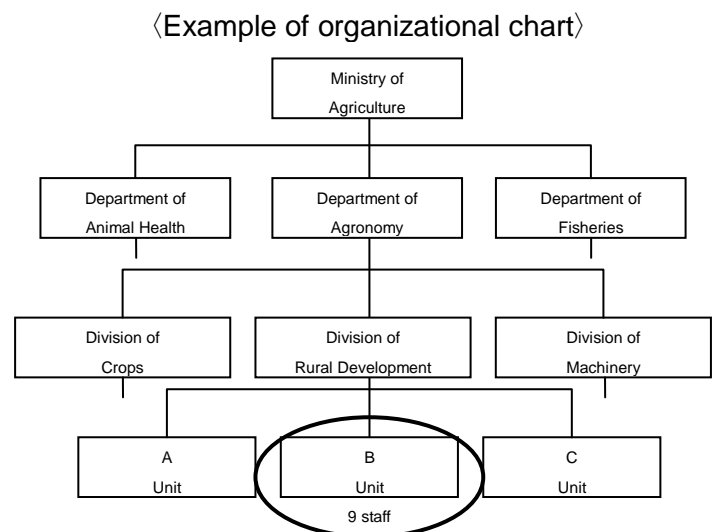 〈Example of organizational chart〉
Ministry of
Agriculture
Department of
Animal Health
Department of
Agronomy
Department of
Fisheries
Division of
Crops
Division of
Rural Development
Division of
Machinery
A
Unit
B
Unit
C
Unit
9 staff